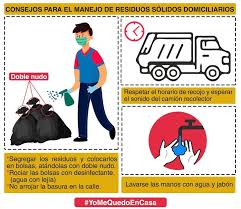 CONSEJOS PARA EL MANEJO DE RESIDUOS SÓLIDOS DOMICILIARIOS
Doble nudo
*Segregar los residuos y colocarlos
en bolsas, atándolas con doble nudo.
*Rociar las bolsas con desinfectante.
(agua con lejía)
*No arrojar la basura en la calle.
Respetar el horario de recojo y esperar
el sonido del camión recolector
Lavarse las manos con agua y jabón
#YoMeQuedoEnCasa